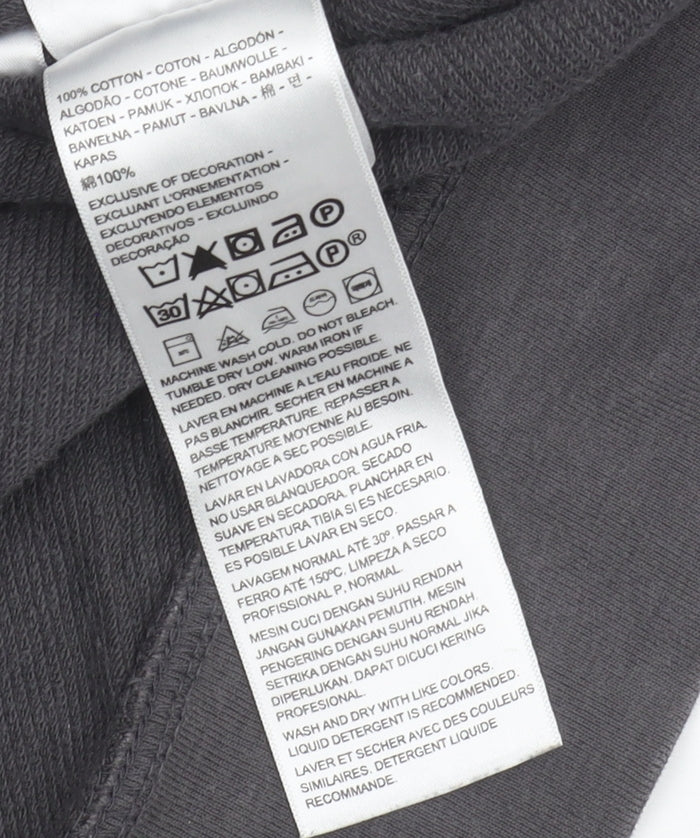 100% COTTON - COTON - ALGODÓN -
ALGODÃO - COTONE - BAUMWOLLE -
KATOEN - PAMUK - ХЛОПОК - BAMBAKI -
BAWEŁNA - PAMUT - BAVLNA - 棉 - 면 -
KAPAS
綿100%
EXCLUSIVE OF DECORATION -
EXCLUANT L'ORNEMENTATION -
EXCLUYENDO ELEMENTOS
DECORATIVOS - EXCLUINDO
DECORAÇÃO
P
30 P ®
MACHINE WASH COLD. DO NOT BLEACH.
TUMBLE DRY LOW. WARM IRON IF
NEEDED. DRY CLEANING POSSIBLE.
LAVER EN MACHINE A L'EAU FROIDE. NE
PAS BLANCHIR. SECHER EN MACHINE A
BASSE TEMPERATURE. REPASSER A
TEMPERATURE MOYENNE AU BESOIN.
NETTOYAGE A SEC POSSIBLE.
LAVAR EN LAVADORA CON AGUA FRIA.
NO USAR BLANQUEADOR. SECADO
SUAVE EN SECADORA. PLANCHAR EN
TEMPERATURA TIBIA SI ES NECESARIO.
ES POSIBLE LAVAR EN SECO.
LAVAGEM NORMAL ATÉ 30º. PASSAR A
FERRO ATÉ 150ºC. LIMPEZA A SECO
PROFISSIONAL P, NORMAL.
MESIN CUCI DENGAN SUHU RENDAH
JANGAN GUNAKAN PEMUTIH. MESIN
PENGERING DENGAN SUHU RENDAH
SETRIKA DENGAN SUHU NORMAL JIKA
DIPERLUKAN. DAPAT DICUCI KERING
PROFESIONAL.
WASH AND DRY WITH LIKE COLORS.
LIQUID DETERGENT IS RECOMMENDED.
LAVER ET SECHER AVEC DES COULEURS
SIMILAIRES. DETERGENT LIQUIDE
RECOMMANDE.